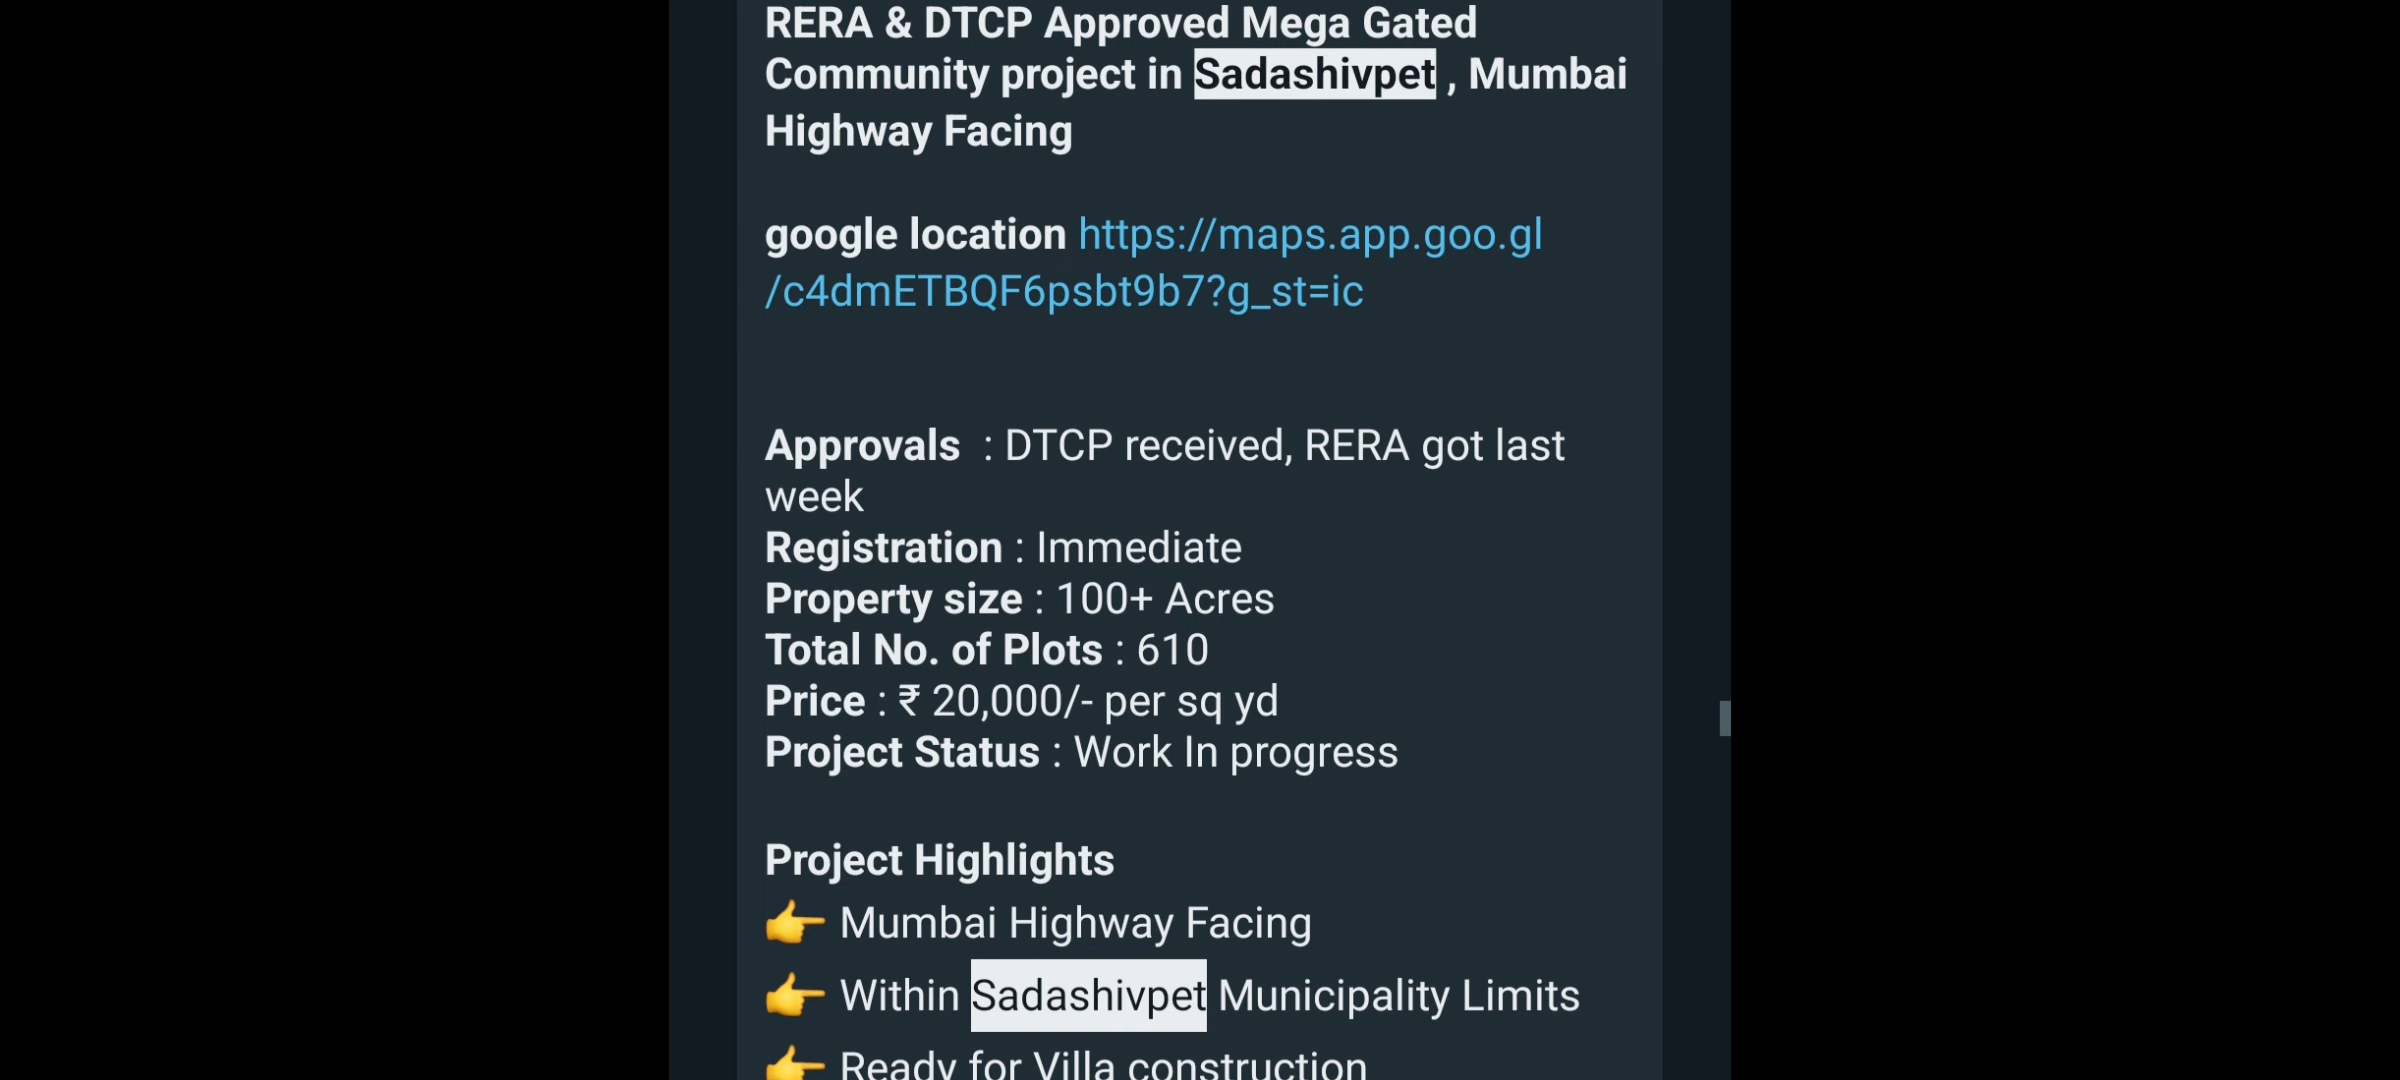 RERA & DTCP Approved Mega Gated
Community project in Sadashivpet , Mumbai
Highway Facing
google location https://maps.app.goo.gl
/c4dmETBQF6psbt9b7?g_st=ic
Approvals : DTCP received, RERA got last
week
Registration : Immediate
Property size : 100+ Acres
Total No. of Plots : 610
Price : ₹ 20,000/- per sq yd
Project Status : Work In progress
Project Highlights
👉 Mumbai Highway Facing
👉 Within Sadashivpet Municipality Limits
👉 Ready for Villa construction